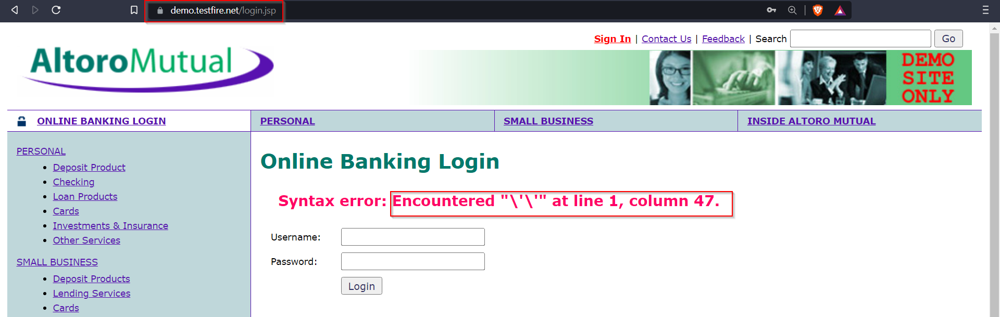 demo.testfire.net/login.jsp
Sign In | Contact Us | Feedback | Search Go
AltoroMutual
DEMO
SITE
ONLY
ONLINE BANKING LOGIN PERSONAL SMALL BUSINESS INSIDE ALTORO MUTUAL
PERSONAL
Deposit Product
Checking
Loan Products
Cards
Investments & Insurance
Other Services
SMALL BUSINESS
Deposit Products
Lending Services
Cards
Online Banking Login
Syntax error: Encountered "\'\'" at line 1, column 47.
Username:
Password:
Login